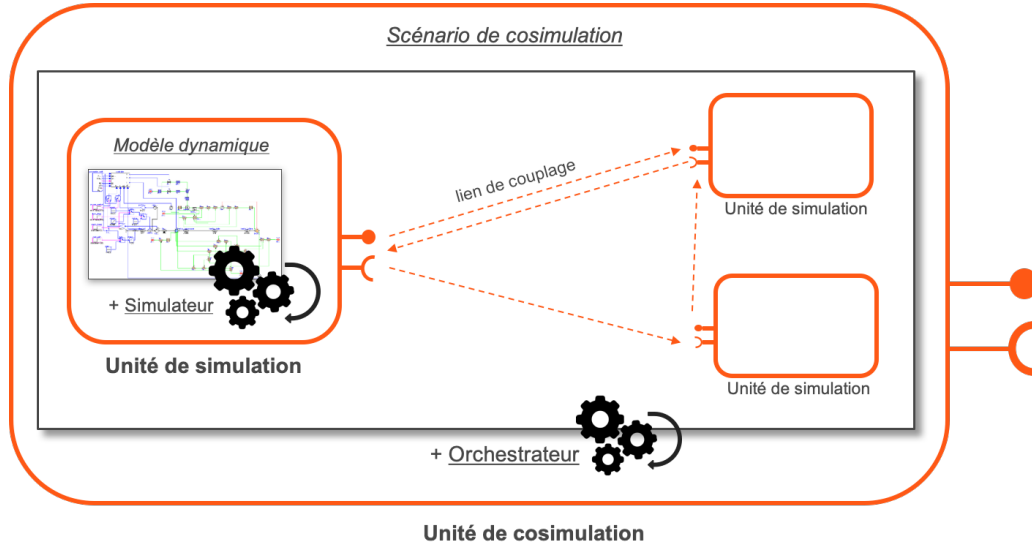 Scénario de cosimulation
Modèle dynamique
lien de couplage
+ Simulateur
Unité de simulation
Unité de simulation
Unité de simulation
+ Orchestrateur
Unité de cosimulation